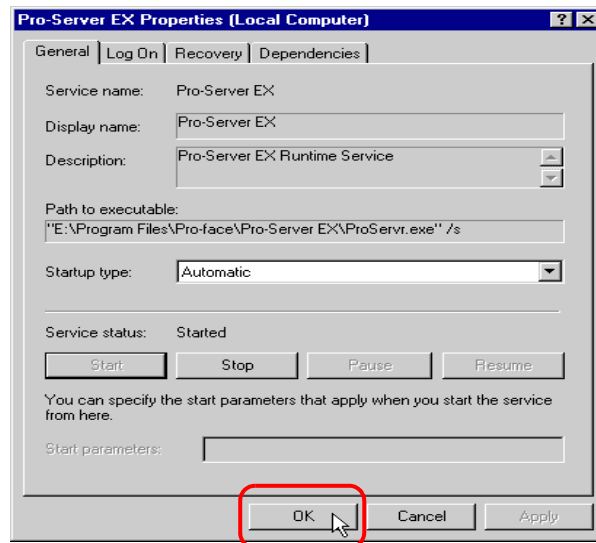 Pro-Server EX Properties (Local Computer)
General Log On Recovery Dependencies
Service name: Pro-Server EX
Display name: Pro-Server EX
Description: Pro-Server EX Runtime Service
Path to executable:
"E:\Program Files\Pro-face\Pro-Server EX\ProServr.exe" /s
Startup type: Automatic
Service status: Started
Start Stop Pause Resume
You can specify the start parameters that apply when you start the service
from here.
Start parameters:
OK Cancel Apply